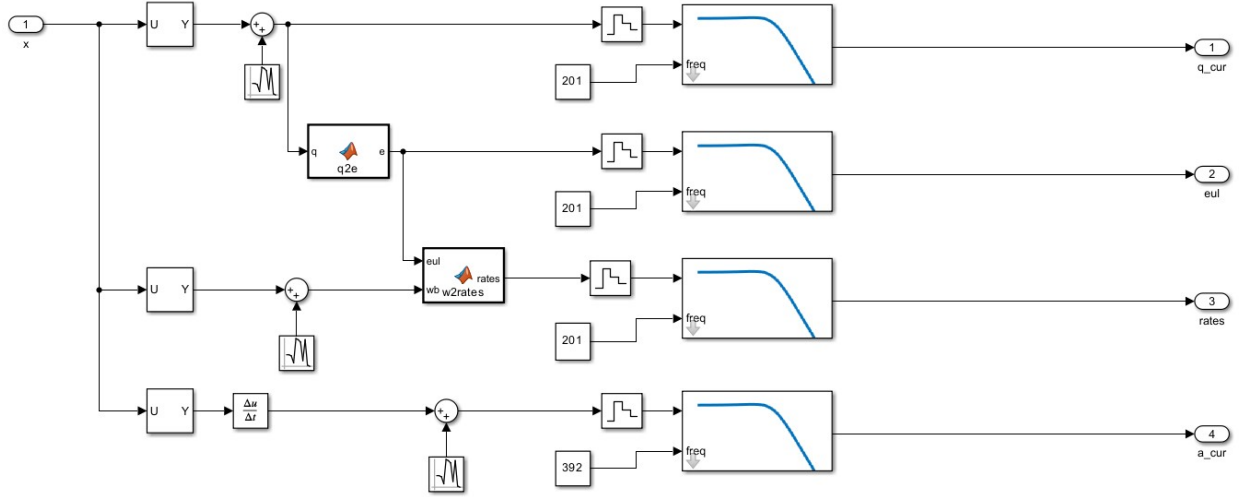 1
x
U Y
+
+
freq
201
1
q_cur
q e
q2e
freq
201
2
eul
eul
rates
wb
w2rates
U Y
+
+
freq
201
3
rates
U Y
Δu
Δt
+
+
freq
392
4
a_cur